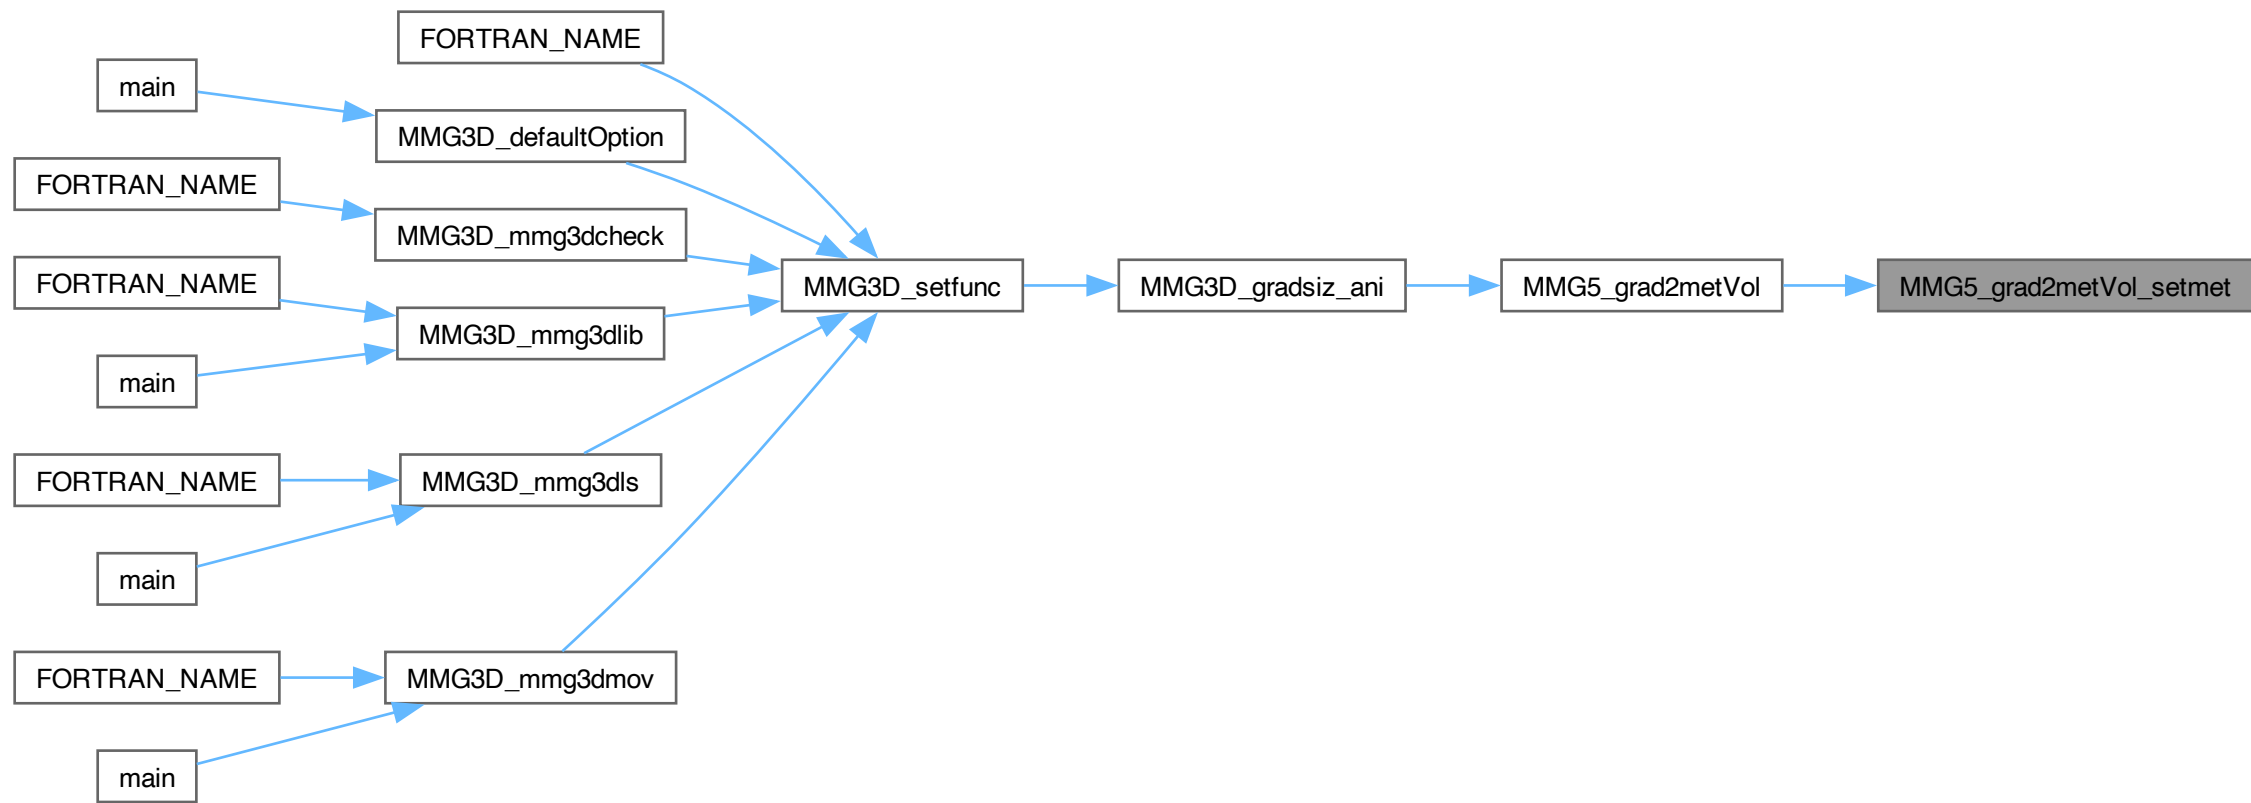 FORTRAN_NAME
main
MMG3D_defaultOption
FORTRAN_NAME
MMG3D_mmg3dcheck
FORTRAN_NAME
MMG3D_setfunc
MMG3D_gradsiz_ani
MMG5_grad2metVol
MMG5_grad2metVol_setmet
MMG3D_mmg3dlib
main
FORTRAN_NAME
MMG3D_mmg3dls
main
FORTRAN_NAME
MMG3D_mmg3dmov
main